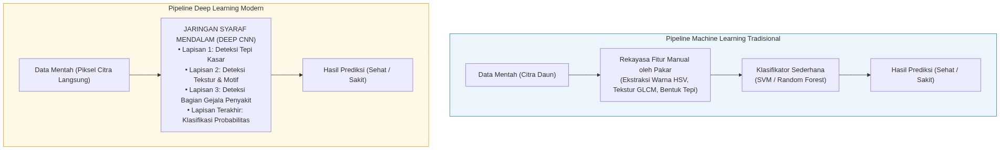 Pipeline Deep Learning Modern
Data Mentah (Piksel Citra
Langsung)
JARINGAN SYARAF
MENDALAM (DEEP CNN)
• Lapisan 1: Deteksi Tepi
Kasar
• Lapisan 2: Deteksi
Tekstur & Motif
• Lapisan 3: Deteksi
Bagian Gejala Penyakit
• Lapisan Terakhir:
Klasifikasi Probabilitas
Hasil Prediksi (Sehat /
Sakit)
Pipeline Machine Learning Tradisional
Data Mentah (Citra Daun)
Rekayasa Fitur Manual
oleh Pakar
(Ekstraksi Warna HSV,
Tekstur GLCM, Bentuk Tepi)
Klasifikator Sederhana
(SVM / Random Forest)
Hasil Prediksi (Sehat /
Sakit)